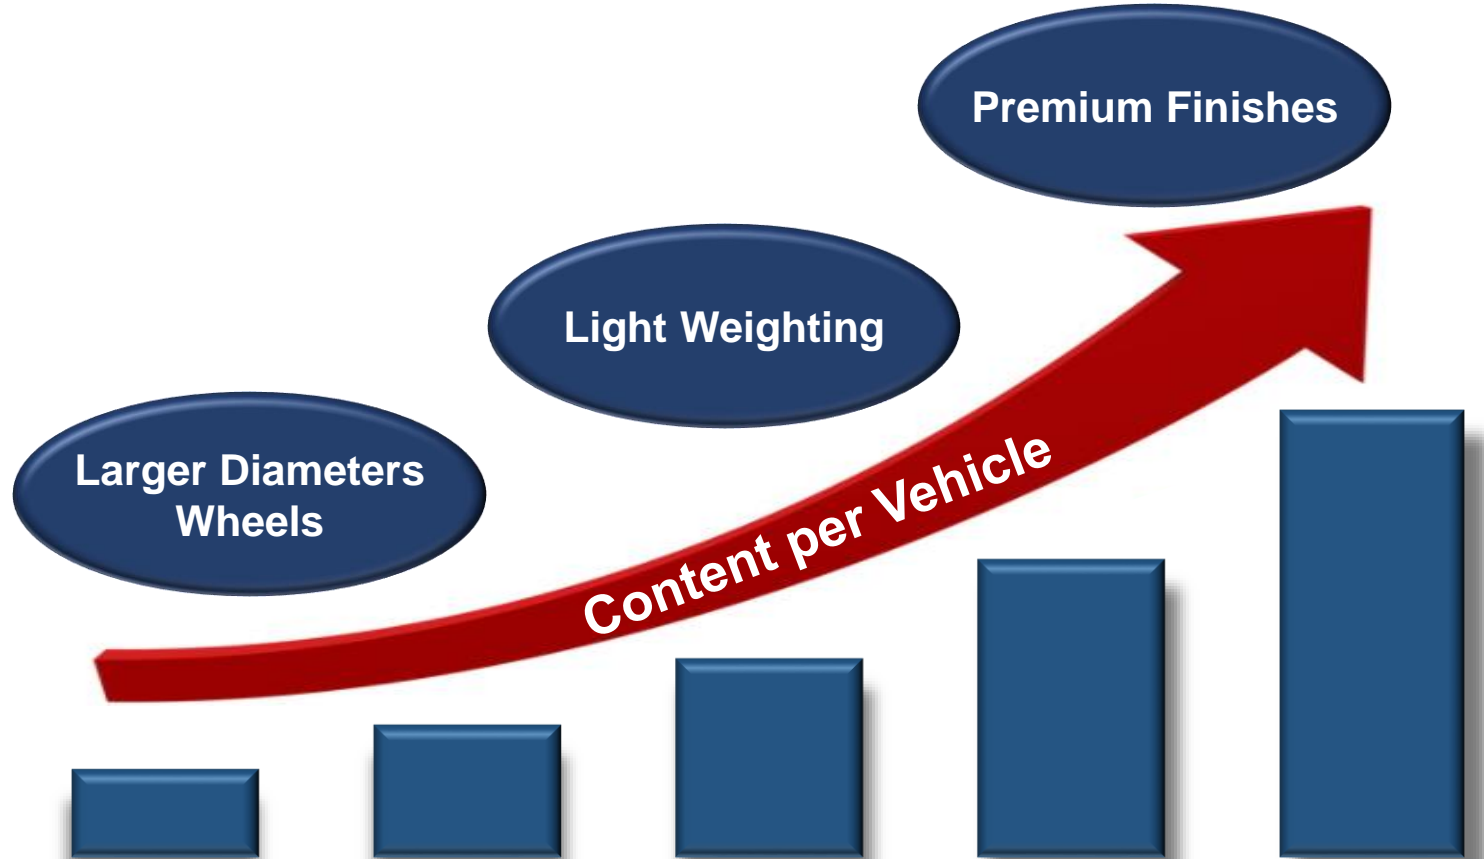 Premium Finishes
Light Weighting
Larger Diameters
Wheels
Content per Vehicle